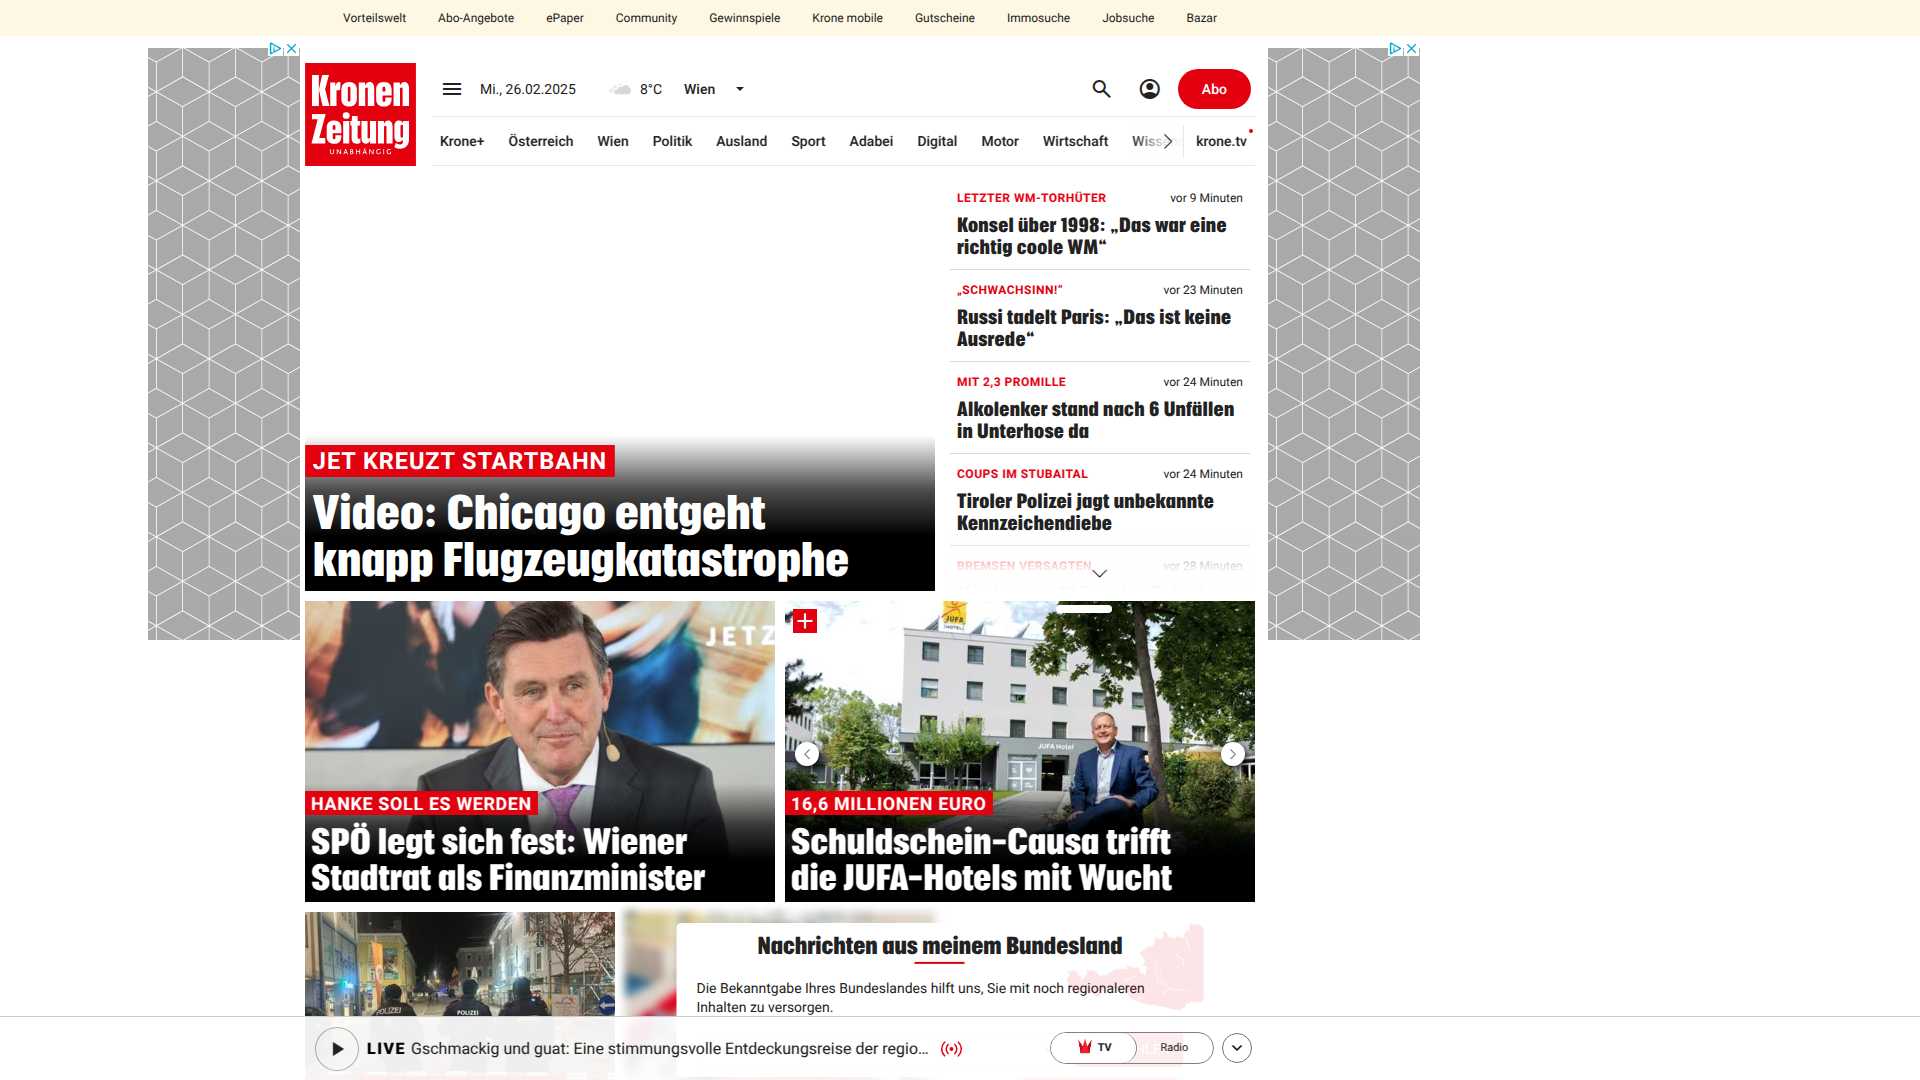 Vorteilswelt Abo-Angebote ePaper Community Gewinnspiele Krone mobile Gutscheine Immosuche Jobsuche Bazar
Kronen
Zeitung
UNABHÄNGIG
Mi., 26.02.2025 8°C Wien
Abo
Krone+ Österreich Wien Politik Ausland Sport Adabei Digital Motor Wirtschaft krone.tv
JET KREUZT STARTBAHN
Video: Chicago entgeht
knapp Flugzeugkatastrophe
LETZTER WM-TORHÜTER vor 9 Minuten
Konsel über 1998: „Das war eine
richtig coole WM“
„SCHWACHSINN!“ vor 23 Minuten
Russi tadelt Paris: „Das ist keine
Ausrede“
MIT 2,3 PROMILLE vor 24 Minuten
Alkolenker stand nach 6 Unfällen
in Unterhose da
COUPS IM STUBAITAL vor 24 Minuten
Tiroler Polizei jagt unbekannte
Kennzeichendiebe
BREMSEN VERSAGTEN vor 28 Minuten
JETZ
HANKE SOLL ES WERDEN
SPÖ legt sich fest: Wiener
Stadtrat als Finanzminister
JUFA
JUFA Hotel
16,6 MILLIONEN EURO
Schuldschein-Causa trifft
die JUFA-Hotels mit Wucht
POLIZEI
POLIZEI
Nachrichten aus meinem Bundesland
Die Bekanntgabe Ihres Bundeslandes hilft uns, Sie mit noch regionaleren
Inhalten zu versorgen.
LIVE Gschmackig und guat: Eine stimmungsvolle Entdeckungsreise der regio...
TV Radio